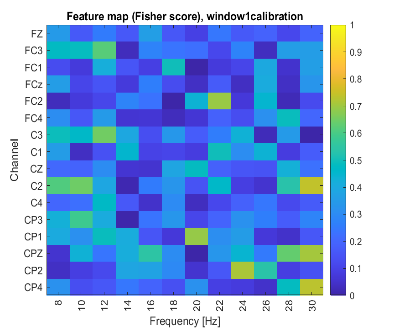 Feature map (Fisher score), window1calibration
FZ
FC3
FC1
FCz
FC2
FC4
C3
C1
CZ
C2
C4
CP3
CP1
CPZ
CP2
CP4
Channel
8 10 12 14 16 18 20 22 24 26 28 30
Frequency [Hz]
1
0.9
0.8
0.7
0.6
0.5
0.4
0.3
0.2
0.1
0